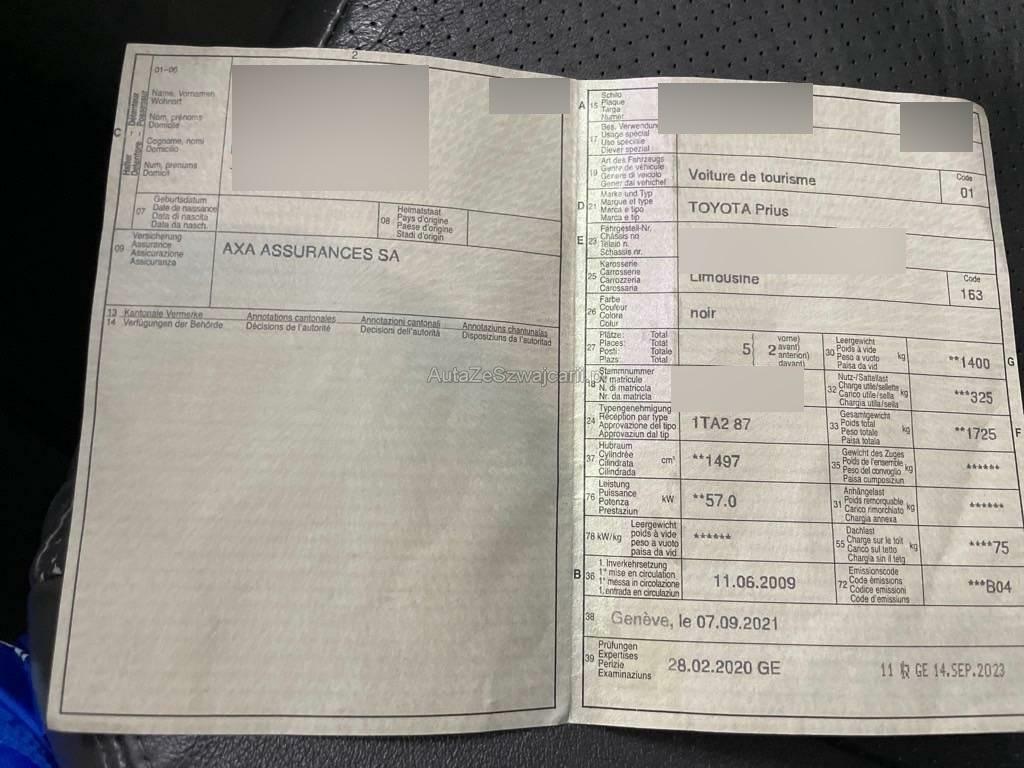 2
01-06
Name, Vornamen
Wohnort
Nom, prénoms
Domicile
Cognome, nomi
Domicilio
Num, prenums
Domicil
C
07
Geburtsdatum
Date de naissance
Data di nascita
Data da nasch.
08
Heimatstaat
Pays d'origine
Paese d'origine
Stadi d'origin
09
Versicherung
Assurance
Assicurazione
Assicuranza
AXA ASSURANCES SA
13 Kantonale Vermerke
14 Verfügungen der Behörde
Annotations cantonales
Décisions de l'autorité
Annotazioni cantonali
Decisioni dell'autorità
Annotaziuns chantunalas
Disposiziuns da l'autoritad
AutaZeSzwajcarii.pl
A 15
Schild
Plaque
Targa
Numer
17
Bes. Verwendung
Usage spécial
Uso speciale
Diever spezial
19
Art des Fahrzeugs
Genre de véhicule
Genere di veicolo
Gener dal vehichel
Voiture de tourisme
Code
01
D 21
Marke und Typ
Marque et type
Marca e tipo
Marca e tip
TOYOTA Prius
E 23
Fahrgestell-Nr.
Châssis no
Telaio n.
Schassis nr.
25
Karosserie
Carrosserie
Carrozzeria
Carossaria
Limousine
Code
163
26
Farbe
Couleur
Colore
Colur
noir
27
Plätze: Total
Places: Total
Posti: Totale
Plazs: Total
5
2
vorne)
avant)
anteriori)
davant)
30
Leergewicht
Poids à vide
Peso a vuoto
Paisa da vid
kg
**1400
G
18
Stammnummer
N° matricule
N. di matricola
Nr. da matricla
32
Nutz-/Sattellast
Charge utile/sellette
Carico utile/sella
Chargia utila/sella
kg
***325
24
Typengenehmigung
Réception par type
Approvazione del tipo
Approvaziun dal tip
1TA2 87
33
Gesamtgewicht
Poids total
Peso totale
Paisa totala
kg
**1725
F
37
Hubraum
Cylindrée
Cilindrata
Cilindrada
cm³
**1497
35
Gewicht des Zuges
Poids de l'ensemble
Peso del convoglio
Paisa cumposiziun
kg
******
76
Leistung
Puissance
Potenza
Prestaziun
kW
**57.0
31
Anhängelast
Poids remorquable
Carico rimorchiato
Chargia annexa
kg
******
78 kW/kg
Leergewicht
poids à vide
peso a vuoto
paisa da vid
******
55
Dachlast
Charge sur le toit
Carico sul tetto
Chargia sin il tetg
kg
****75
B 36
1. Inverkehrsetzung
1re mise en circulation
1a messa in circolazione
1. entrada en circulaziun
11.06.2009
72
Emissionscode
Code émissions
Codice emissioni
Code d'emissiuns
***B04
38
Genève, le 07.09.2021
39
Prüfungen
Expertises
Perizie
Examinaziuns
28.02.2020 GE
11 GE 14.SEP.2023